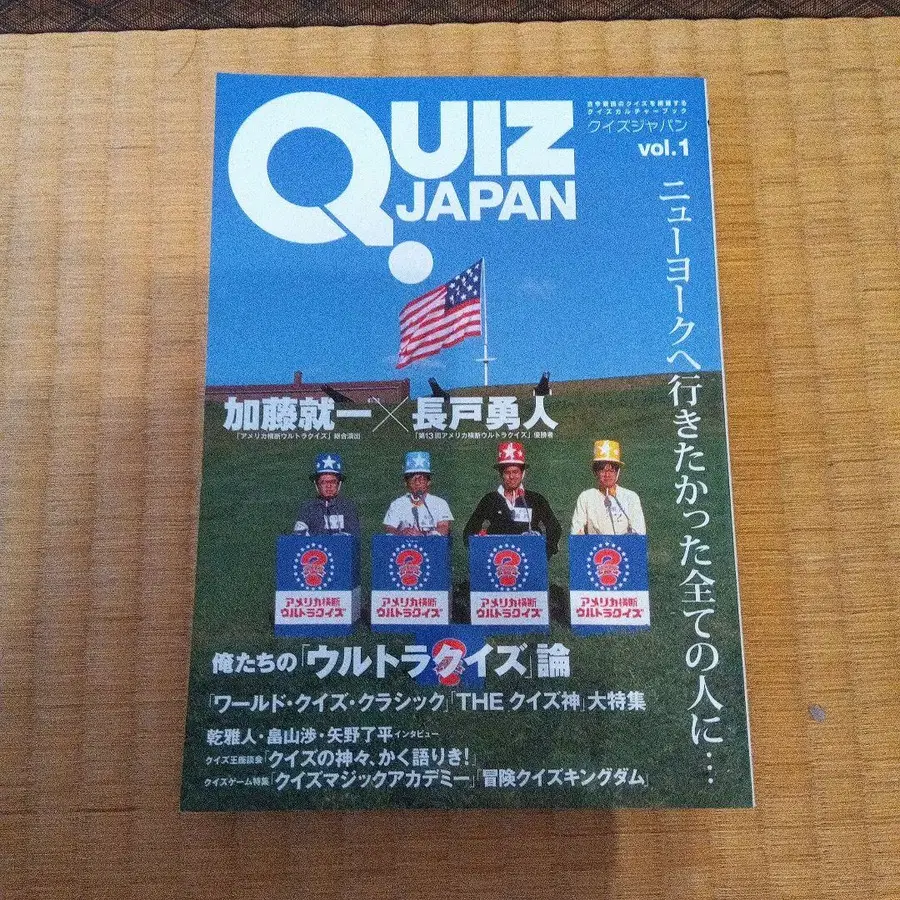 QUIZ
JAPAN
古今東西のクイズを網羅する
クイズカルチャーブック
クイズジャパン
vol.1
ニューヨークへ行きたかった全ての人に…
加藤就一×長戸勇人
「アメリカ横断ウルトラクイズ」総合演出
「第13回アメリカ横断ウルトラクイズ」優勝者
アメリカ横断
ウルトラクイズ
アメリカ横断
ウルトラクイズ
アメリカ横断
ウルトラクイズ
アメリカ横断
ウルトラクイズ
俺たちの「ウルトラクイズ」論
「ワールド・クイズ・クラシック」「THE クイズ神」大特集
乾雅人・畠山渉・矢野了平インタビュー
クイズ王座談会「クイズの神々、かく語りき!」
クイズゲーム特集「クイズマジックアカデミー」「冒険クイズキングダム」